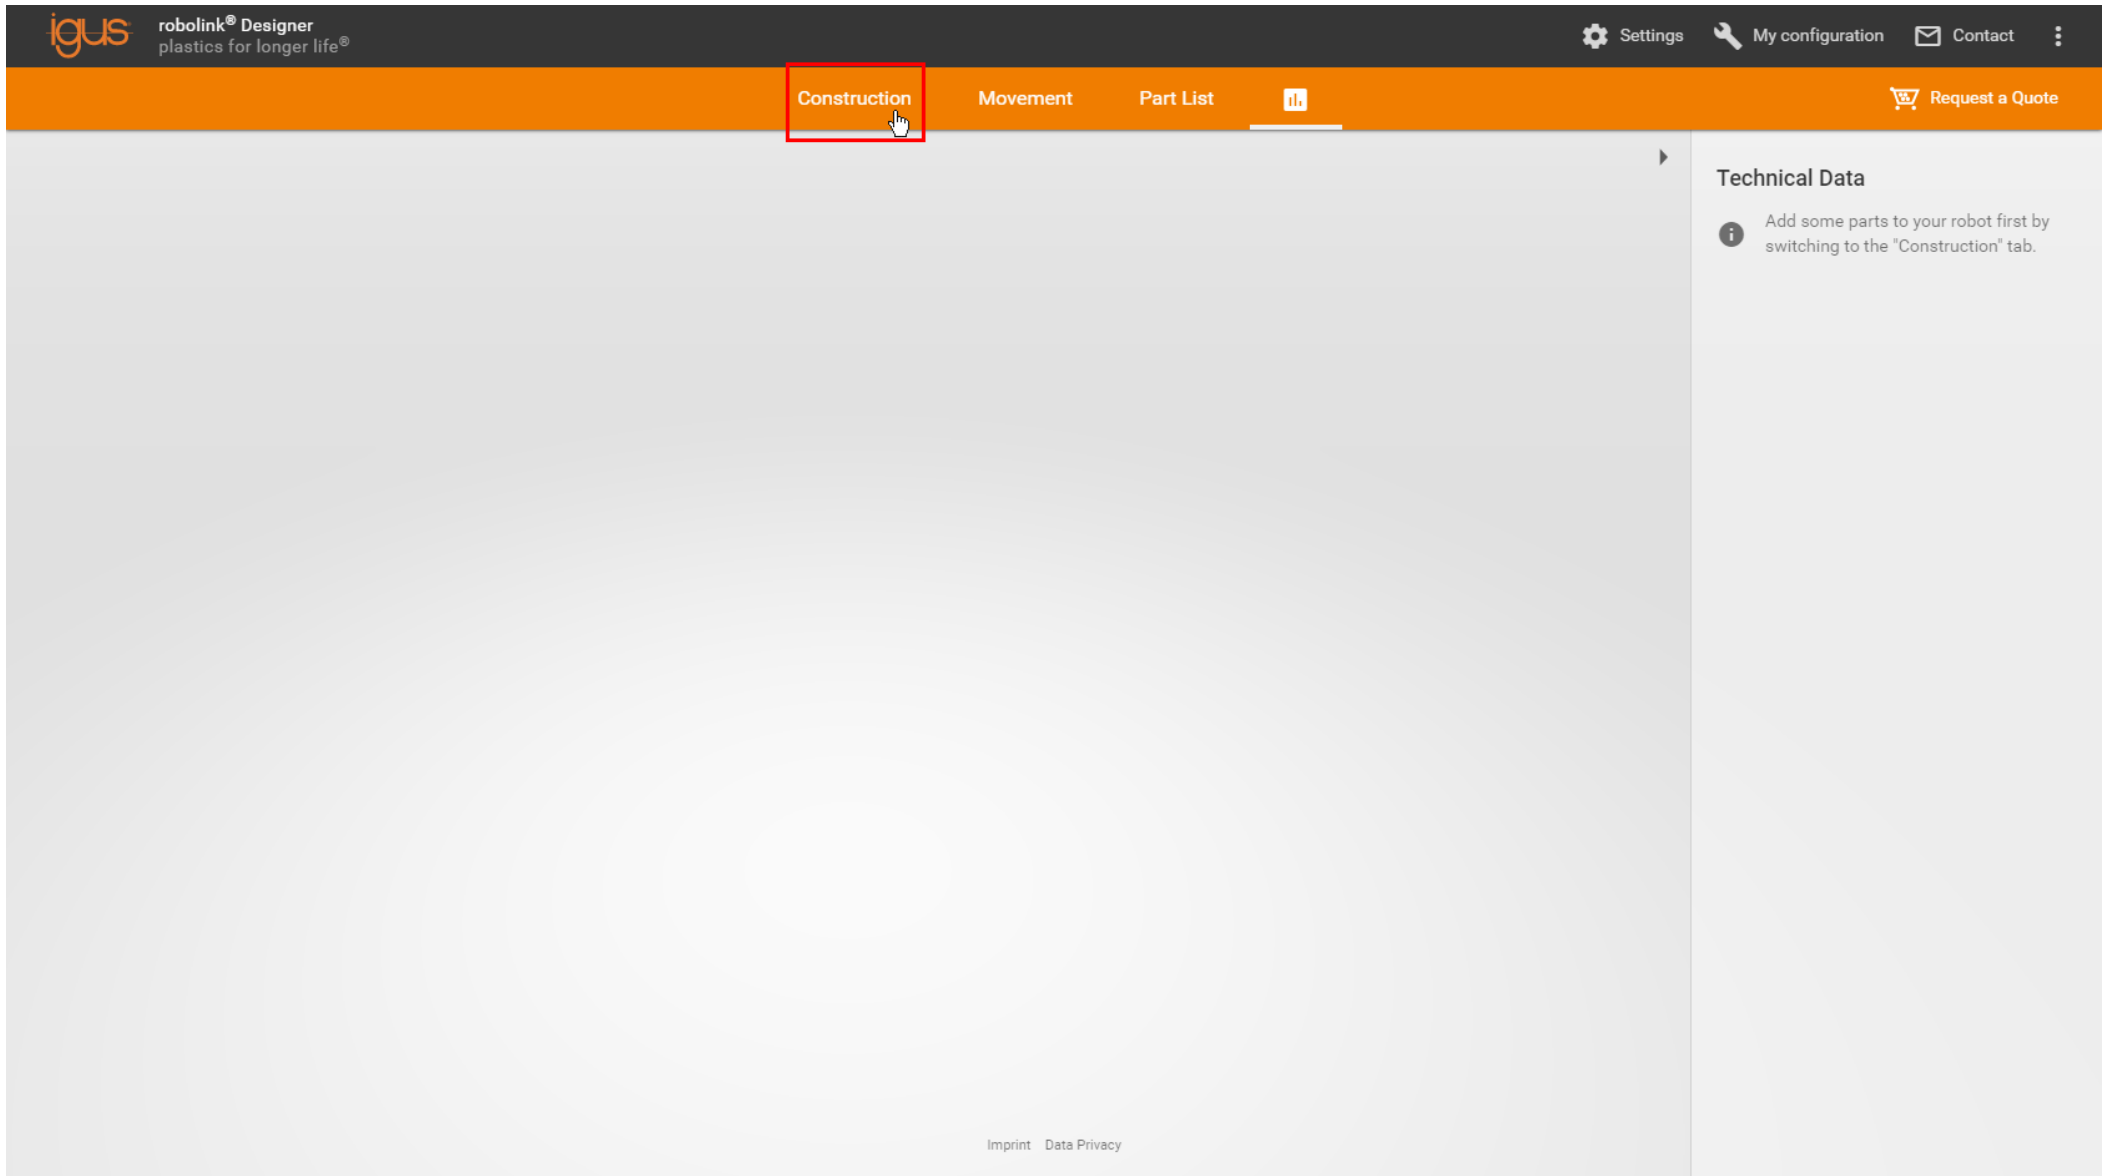 igus
robolink® Designer
plastics for longer life®
Settings
My configuration
Contact
Construction
Movement
Part List
Request a Quote
Technical Data
Add some parts to your robot first by
switching to the "Construction" tab.
Imprint Data Privacy